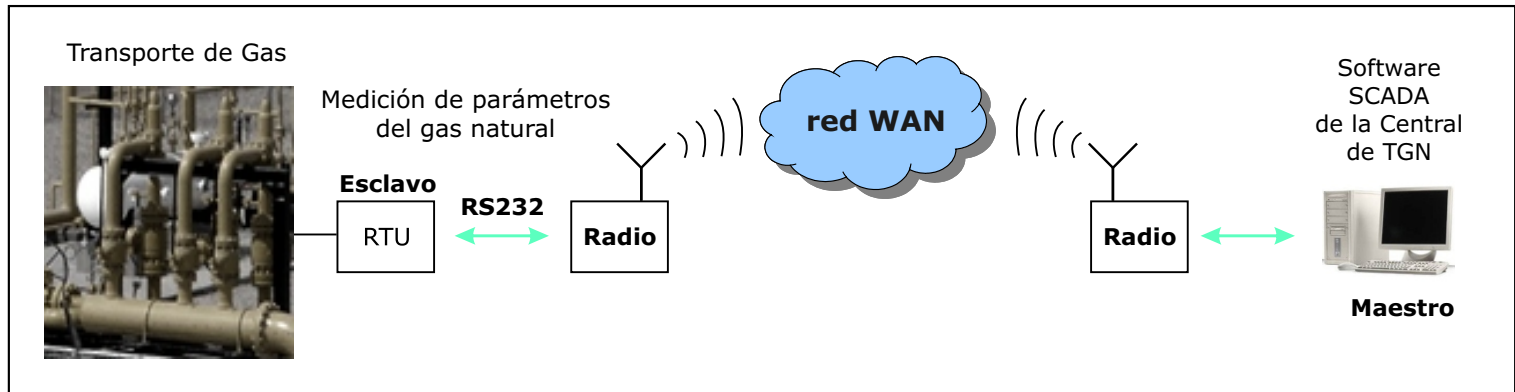 Transporte de Gas
Medición de parámetros
del gas natural
Esclavo
RTU
RS232
Radio
red WAN
Radio
Software
SCADA
de la Central
de TGN
Maestro